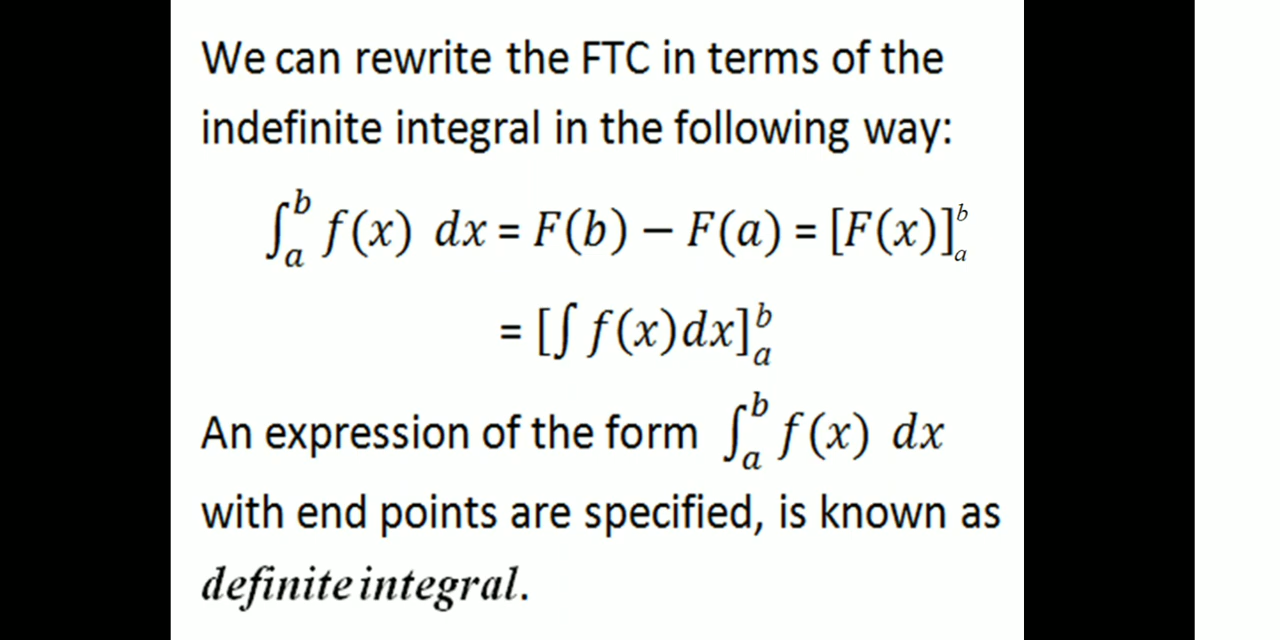 We can rewrite the FTC in terms of the
indefinite integral in the following way:
∫ₐᵇ f(x) dx = F(b) − F(a) = [F(x)]ₐᵇ
= [∫ f(x)dx]ₐᵇ
An expression of the form ∫ₐᵇ f(x) dx
with end points are specified, is known as
definite integral.